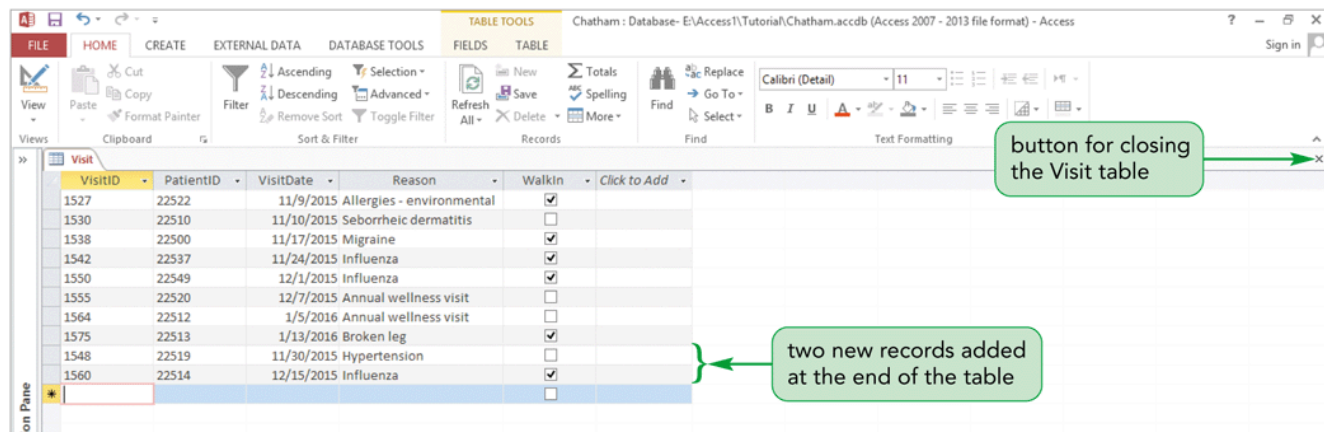 TABLE TOOLS Chatham : Database- E:\Access1\Tutorial\Chatham.accdb (Access 2007 - 2013 file format) - Access ?
FILE HOME CREATE EXTERNAL DATA DATABASE TOOLS FIELDS TABLE Sign in
Cut Ascending Selection New Totals Replace
Copy Descending Advanced Save Spelling Go To Calibri (Detail) 11
View Paste Format Painter Filter Remove Sort Toggle Filter Refresh All Delete More Find Select B I U A
Views Clipboard Sort & Filter Records Find Text Formatting
button for closing
the Visit table
Visit
VisitID PatientID VisitDate Reason WalkIn Click to Add
1527 22522 11/9/2015 Allergies - environmental
1530 22510 11/10/2015 Seborrheic dermatitis
1538 22500 11/17/2015 Migraine
1542 22537 11/24/2015 Influenza
1550 22549 12/1/2015 Influenza
1555 22520 12/7/2015 Annual wellness visit
1564 22512 1/5/2016 Annual wellness visit
1575 22513 1/13/2016 Broken leg
1548 22519 11/30/2015 Hypertension
1560 22514 12/15/2015 Influenza
two new records added
at the end of the table
on Pane